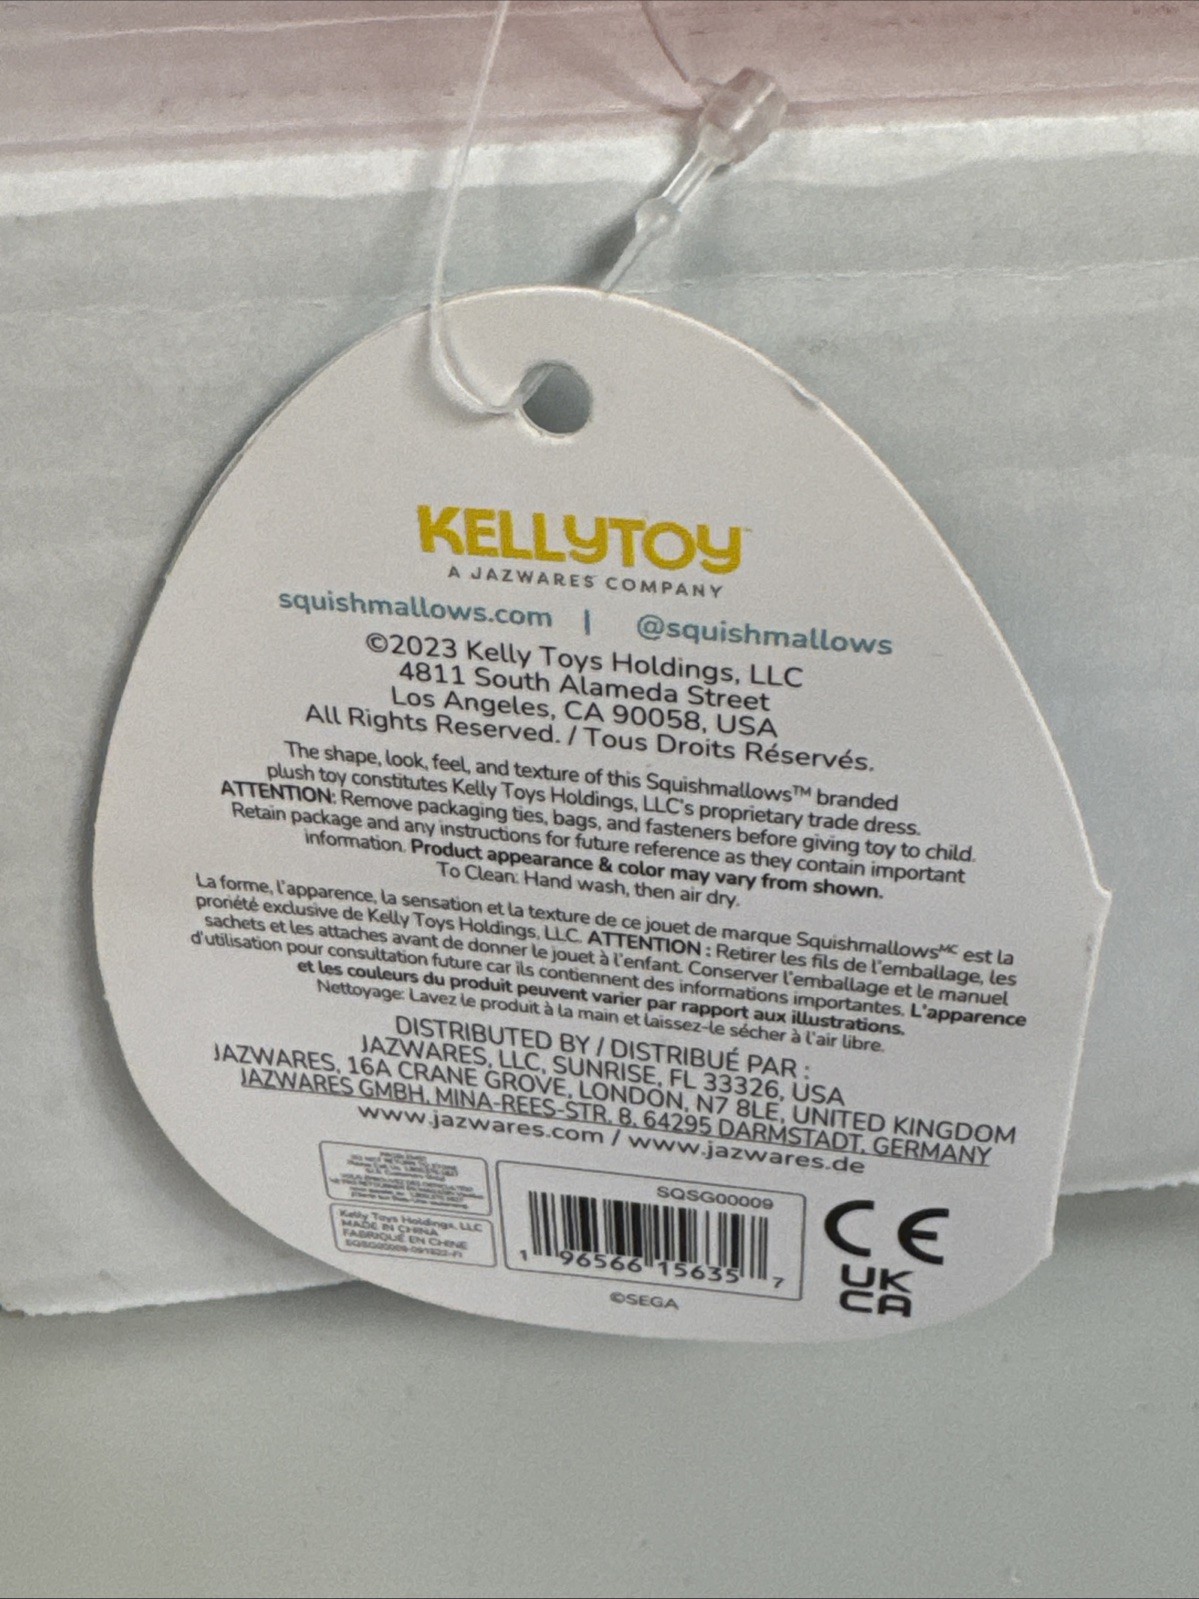 KELLYTOY™
A JAZWARES COMPANY
squishmallows.com | @squishmallows
©2023 Kelly Toys Holdings, LLC
4811 South Alameda Street
Los Angeles, CA 90058, USA
All Rights Reserved. / Tous Droits Réservés.
The shape, look, feel, and texture of this Squishmallows™ branded
plush toy constitutes Kelly Toys Holdings, LLC's proprietary trade dress.
ATTENTION: Remove packaging ties, bags, and fasteners before giving toy to child.
Retain package and any instructions for future reference as they contain important
information. Product appearance & color may vary from shown.
To Clean: Hand wash, then air dry.
La forme, l'apparence, la sensation et la texture de ce jouet de marque Squishmallowsᴹᶜ est la
proriété exclusive de Kelly Toys Holdings, LLC. ATTENTION : Retirer les fils de l'emballage, les
sachets et les attaches avant de donner le jouet à l'enfant. Conserver l'emballage et le manuel
d'utilisation pour consultation future car ils contiennent des informations importantes. L'apparence
et les couleurs du produit peuvent varier par rapport aux illustrations.
Nettoyage: Lavez le produit à la main et laissez-le sécher à l'air libre.
DISTRIBUTED BY / DISTRIBUÉ PAR :
JAZWARES, LLC, SUNRISE, FL 33326, USA
JAZWARES, 16A CRANE GROVE, LONDON, N7 8LE, UNITED KINGDOM
JAZWARES GMBH, MINA-REES-STR. 8, 64295 DARMSTADT, GERMANY
www.jazwares.com / www.jazwares.de
DO NOT RETURN TO STORE
Kelly Toys Holdings, LLC
MADE IN CHINA
FABRIQUÉ EN CHINE
SQSG00009
1 96566 15635 7
CE
UK
CA
©SEGA